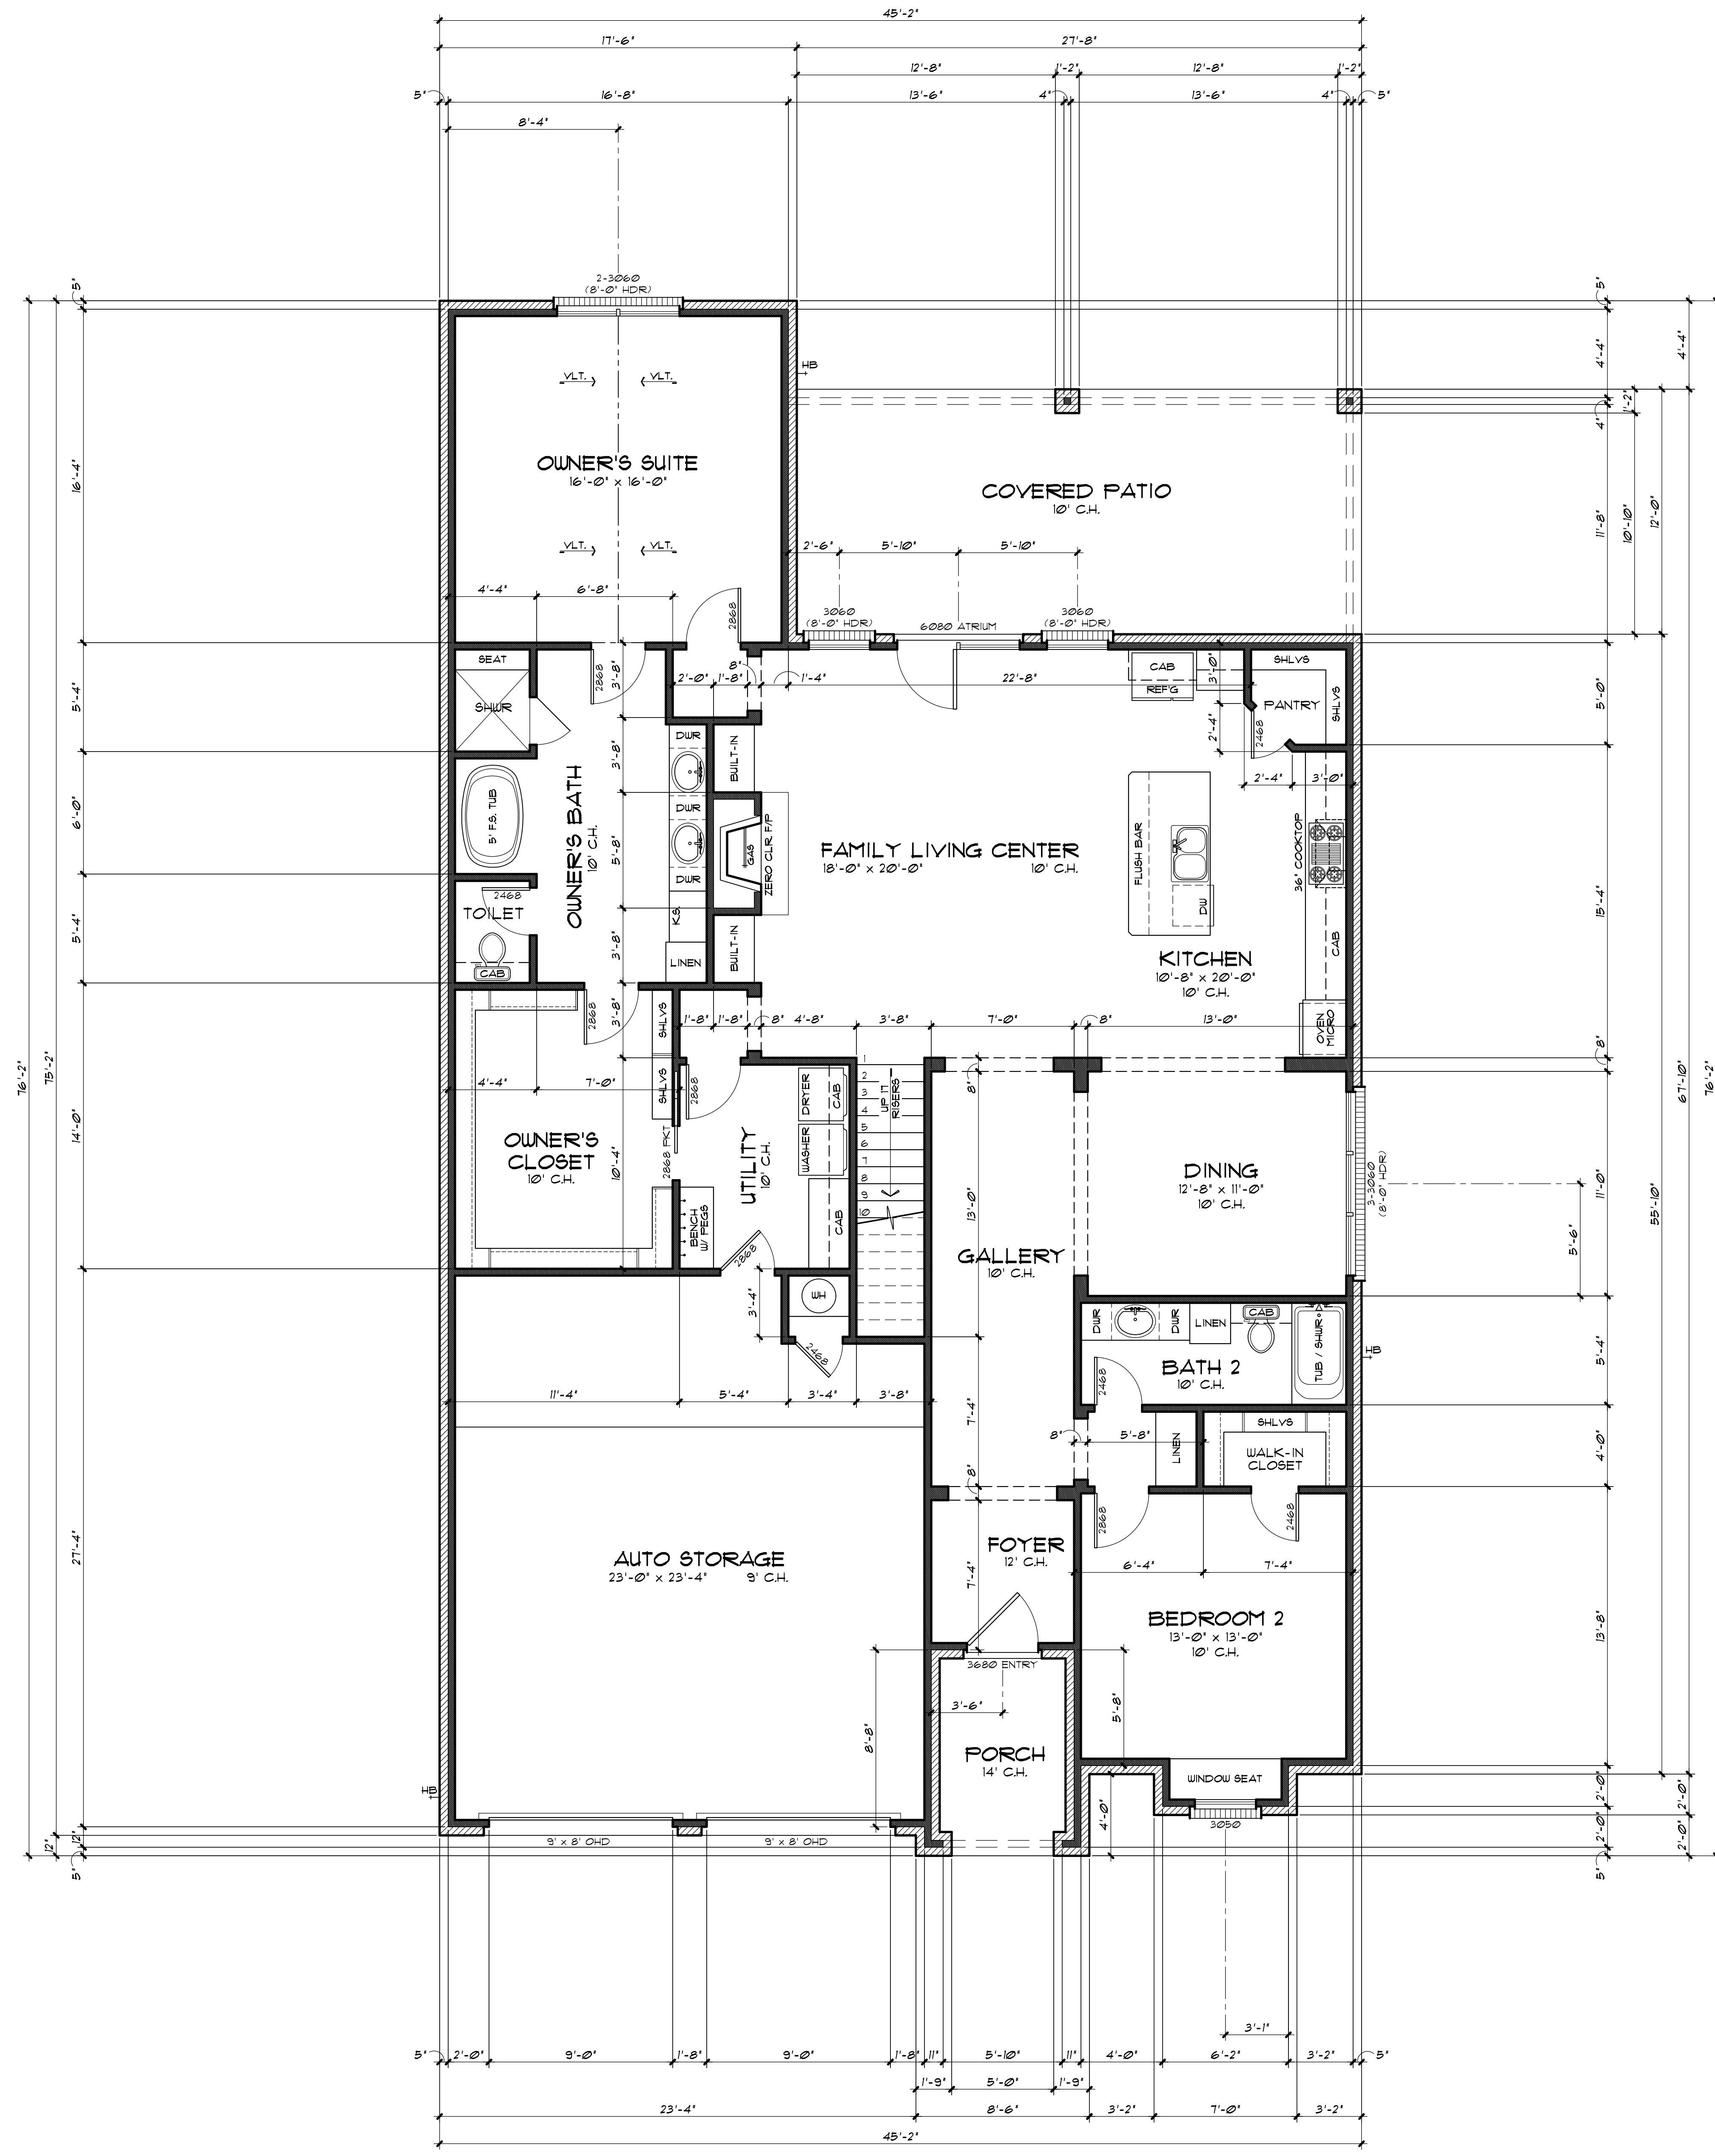 45'-2"
17'-6" 27'-8"
12'-8" 1'-2" 12'-8" 1'-2"
5" 16'-8" 13'-6" 4" 13'-6" 4" 5"
8'-4"
2-3060
(8'-0" HDR)
5"
5"
HB
4'-4"
4'-4"
1'-2"
4"
VLT. VLT.
OWNER'S SUITE
16'-0" x 16'-0"
16'-4"
COVERED PATIO
10' C.H.
11'-8"
10'-10"
12'-0"
VLT. VLT.
2'-6" 5'-10" 5'-10"
4'-4" 6'-8"
2868
3060
(8'-0" HDR)
6080 ATRIUM
3060
(8'-0" HDR)
SEAT
SHWR
5'-4"
2868
3'-8"
8"
2'-0" 1'-8" 1'-4" 22'-8"
CAB
REF'G
3'-0"
SHLVS
PANTRY
SHLVS
2468
2'-4"
5'-0"
2'-4" 3'-0"
DWR
BUILT-IN
3'-8"
5' F.S. TUB
6'-0"
OWNER'S BATH
10' C.H.
DWR
5'-8"
GAS
ZERO CLR F/P
DWR
FAMILY LIVING CENTER
18'-0" x 20'-0" 10' C.H.
FLUSH BAR
DW
36" COOKTOP
15'-4"
2468
TOILET
CAB
5'-4"
K.S.
LINEN
BUILT-IN
3'-8"
KITCHEN
10'-8" x 20'-0"
10' C.H.
CAB
OVEN
MICRO
2868
3'-8"
SHLVS
SHLVS
1'-8" 1'-8" 8" 4'-8" 3'-8" 7'-0" 8" 13'-0"
8"
8"
76'-2"
75'-2"
67'-10"
76'-2"
4'-4" 7'-0"
14'-0"
OWNER'S
CLOSET
10' C.H.
10'-4"
2868 PKT
2868
UTILITY
10' C.H.
DRYER
CAB
WASHER
BENCH
W/ PEGS
CAB
2868
1
2
3
4
5
6
7
8
9
10
UP 17
RISERS
13'-0"
GALLERY
10' C.H.
DINING
12'-8" x 11'-0"
10' C.H.
3-3060
(8'-0" HDR)
11'-0"
5'-6"
55'-10"
WH
3'-4"
2468
DWR
DWR
LINEN
CAB
TUB / SHWR
BATH 2
10' C.H.
2468
HB
5'-4"
11'-4" 5'-4" 3'-4" 3'-8"
7'-4"
8"
8" 5'-8"
LINEN
SHLVS
WALK-IN
CLOSET
4'-0"
2868
2468
27'-4"
AUTO STORAGE
23'-0" x 23'-4" 9' C.H.
FOYER
12' C.H.
7'-4"
6'-4" 7'-4"
BEDROOM 2
13'-0" x 13'-0"
10' C.H.
13'-8"
3680 ENTRY
3'-6"
8'-8"
5'-8"
PORCH
14' C.H.
WINDOW SEAT
4'-0"
3050
HB
2'-0"
2'-0"
2'-0"
2'-0"
12"
12"
9' x 8' OHD 9' x 8' OHD
5"
5"
3'-1"
5" 2'-0" 9'-0" 1'-8" 9'-0" 1'-8" 11" 5'-10" 11" 4'-0" 6'-2" 3'-2" 5"
1'-9" 5'-0" 1'-9"
23'-4" 8'-6" 3'-2" 7'-0" 3'-2"
45'-2"